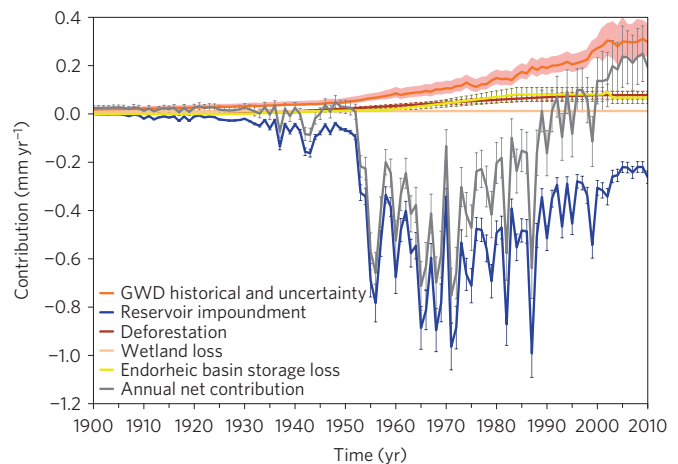 0.4
0.2
0.0
−0.2
−0.4
−0.6
−0.8
−1.0
−1.2
Contribution (mm yr⁻¹)
GWD historical and uncertainty
Reservoir impoundment
Deforestation
Wetland loss
Endorheic basin storage loss
Annual net contribution
1900 1910 1920 1930 1940 1950 1960 1970 1980 1990 2000 2010
Time (yr)